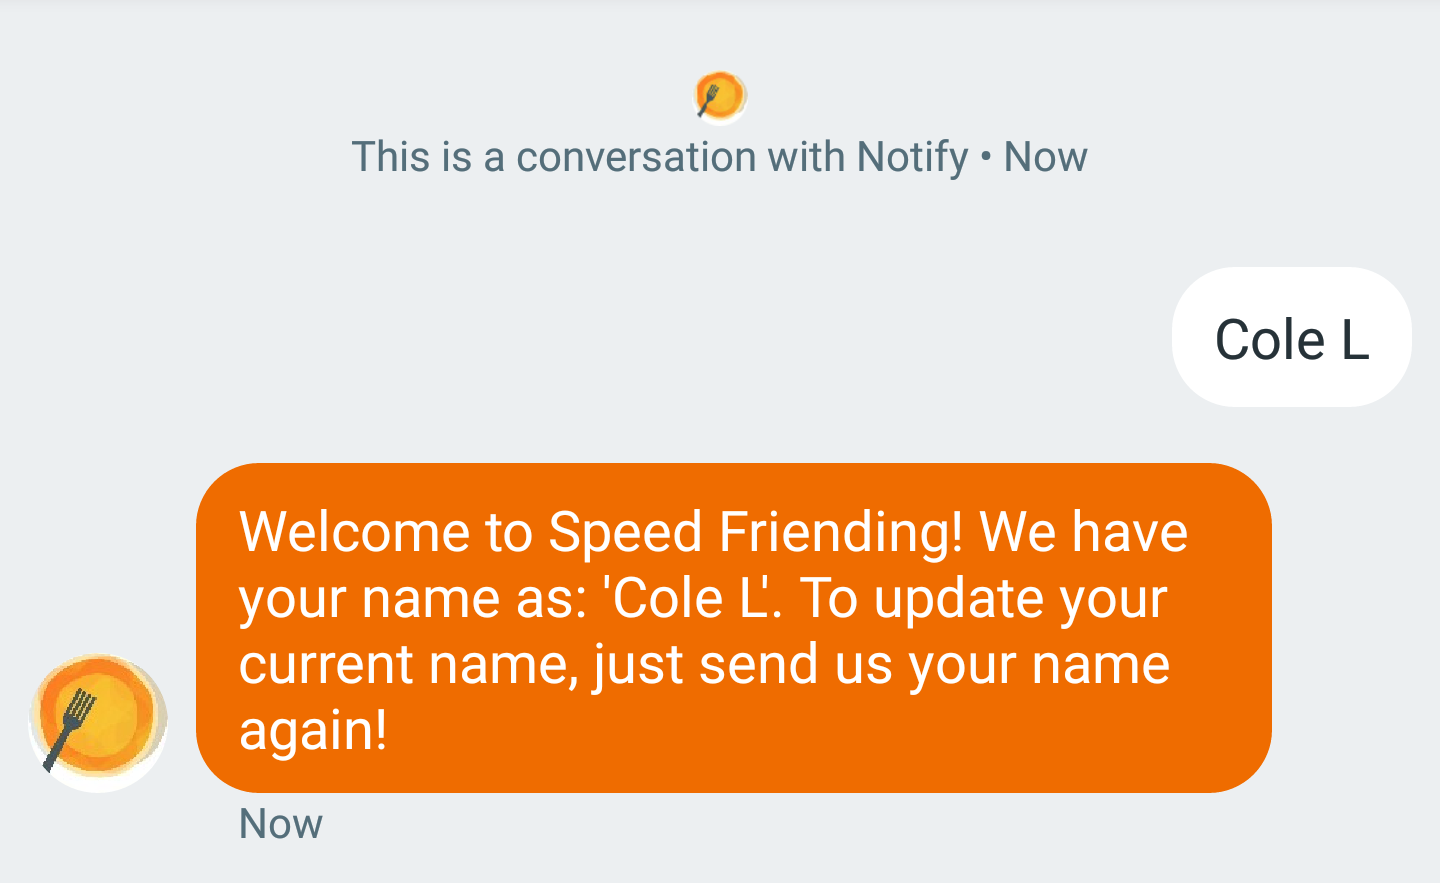 This is a conversation with Notify • Now
Cole L
Welcome to Speed Friending! We have
your name as: 'Cole L'. To update your
current name, just send us your name
again!
Now